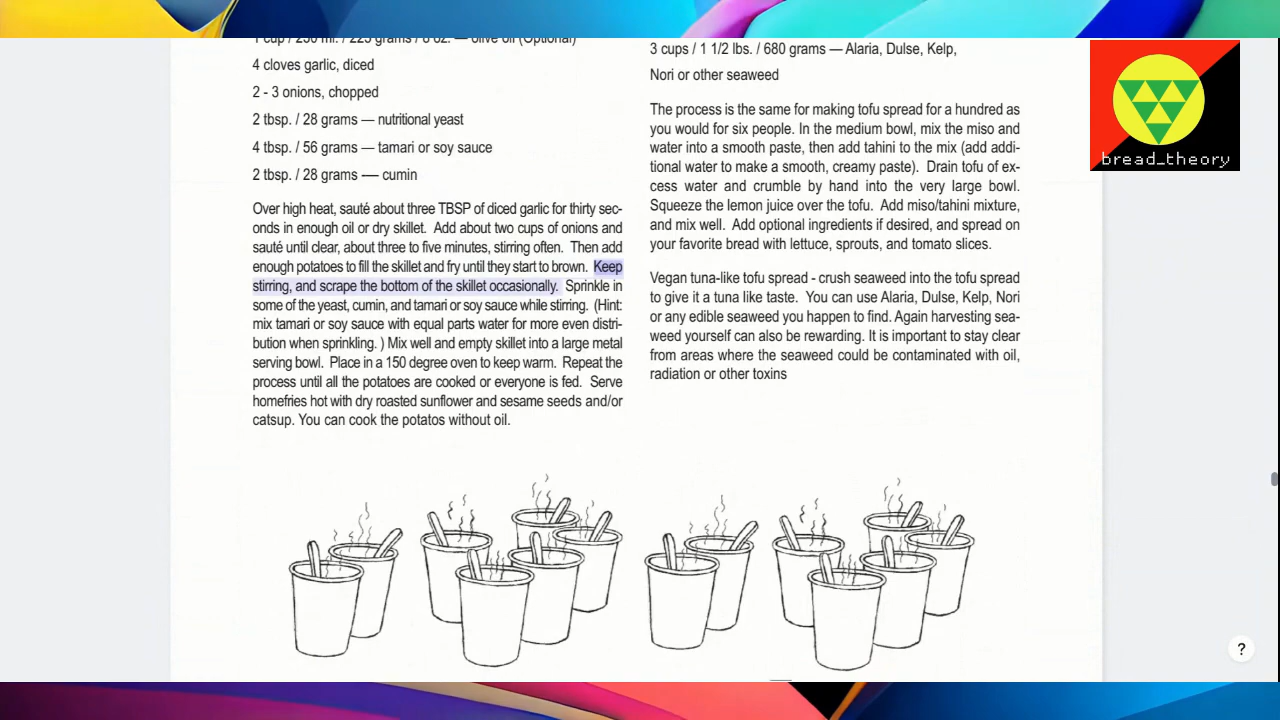 1 cup / 250 ml. / 225 grams / 8 oz. — olive oil (Optional)
4 cloves garlic, diced
2 - 3 onions, chopped
2 tbsp. / 28 grams — nutritional yeast
4 tbsp. / 56 grams — tamari or soy sauce
2 tbsp. / 28 grams -— cumin
Over high heat, sauté about three TBSP of diced garlic for thirty sec-
onds in enough oil or dry skillet. Add about two cups of onions and
sauté until clear, about three to five minutes, stirring often. Then add
enough potatoes to fill the skillet and fry until they start to brown. Keep
stirring, and scrape the bottom of the skillet occasionally. Sprinkle in
some of the yeast, cumin, and tamari or soy sauce while stirring. (Hint:
mix tamari or soy sauce with equal parts water for more even distri-
bution when sprinkling. ) Mix well and empty skillet into a large metal
serving bowl. Place in a 150 degree oven to keep warm. Repeat the
process until all the potatoes are cooked or everyone is fed. Serve
homefries hot with dry roasted sunflower and sesame seeds and/or
catsup. You can cook the potatos without oil.
3 cups / 1 1/2 lbs. / 680 grams — Alaria, Dulse, Kelp,
Nori or other seaweed
The process is the same for making tofu spread for a hundred as
you would for six people. In the medium bowl, mix the miso and
water into a smooth paste, then add tahini to the mix (add addi-
tional water to make a smooth, creamy paste). Drain tofu of ex-
cess water and crumble by hand into the very large bowl.
Squeeze the lemon juice over the tofu. Add miso/tahini mixture,
and mix well. Add optional ingredients if desired, and spread on
your favorite bread with lettuce, sprouts, and tomato slices.
Vegan tuna-like tofu spread - crush seaweed into the tofu spread
to give it a tuna like taste. You can use Alaria, Dulse, Kelp, Nori
or any edible seaweed you happen to find. Again harvesting sea-
weed yourself can also be rewarding. It is important to stay clear
from areas where the seaweed could be contaminated with oil,
radiation or other toxins
bread_theory
?